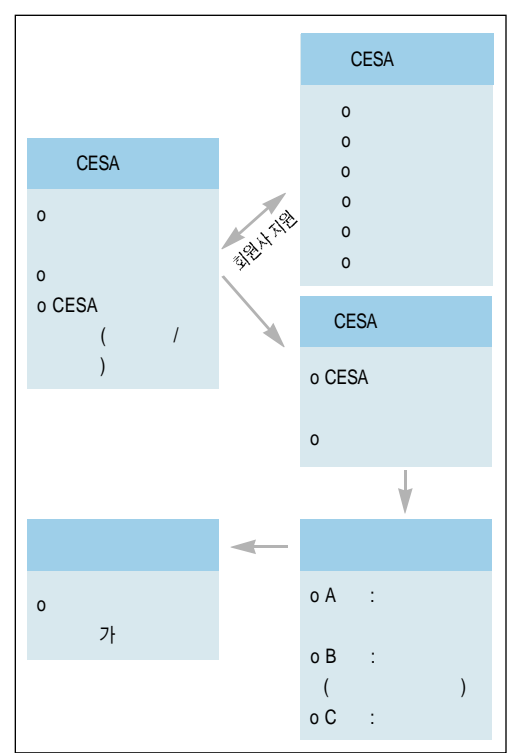 CESA
o
o
o CESA
( /
)
회원사 지원
CESA
o
o
o
o
o
o
CESA
o CESA
o
o A :
o B :
( )
o C :
o
가